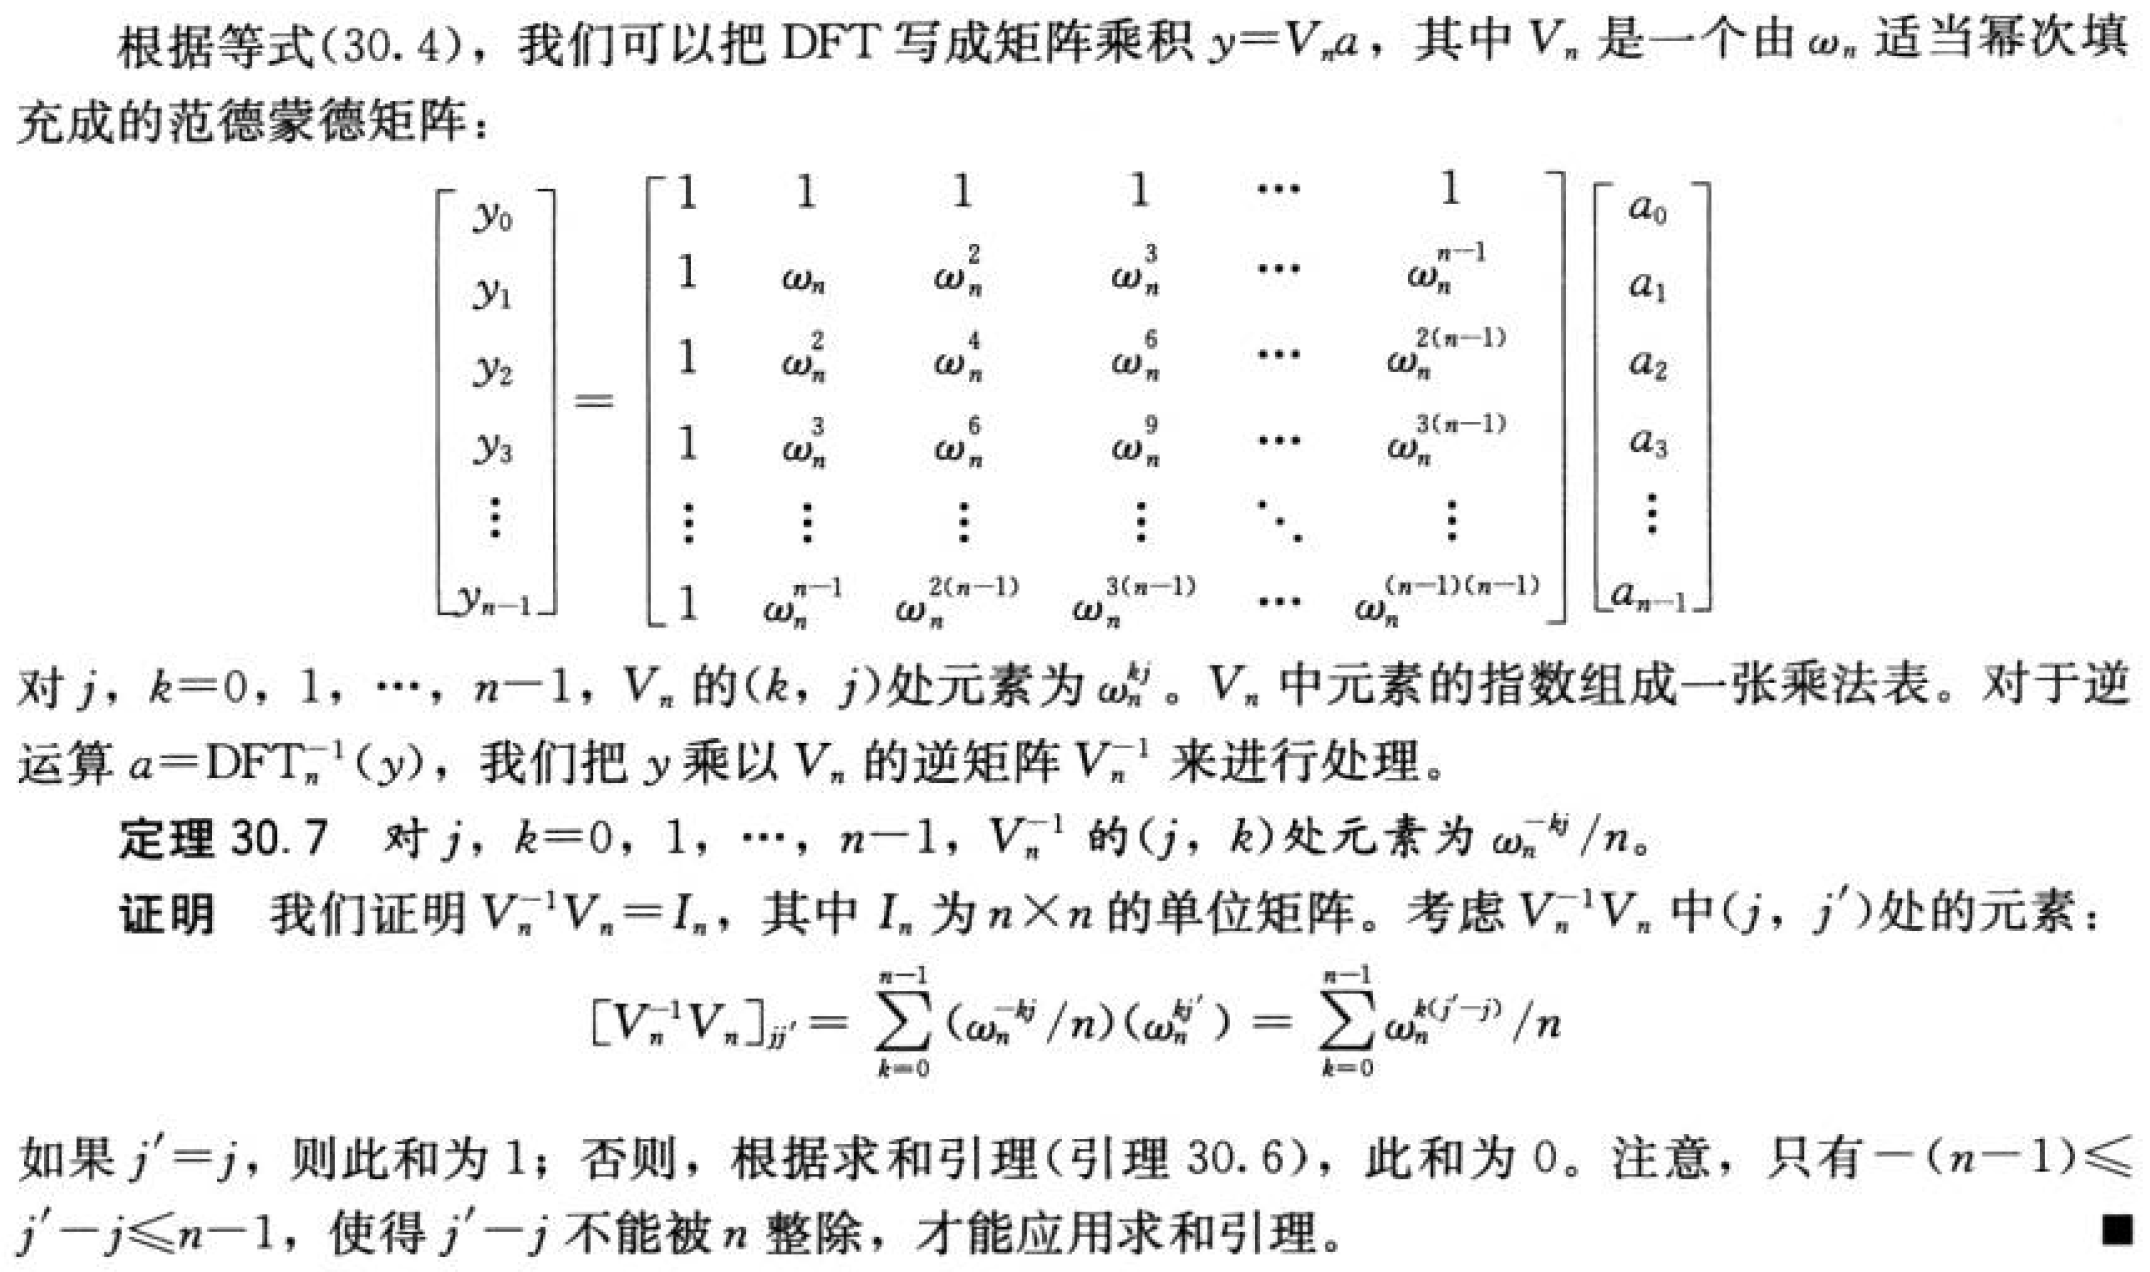 根据等式(30.4)，我们可以把 DFT 写成矩阵乘积 y=Vₙa，其中 Vₙ 是一个由 ωₙ 适当幂次填
充成的范德蒙德矩阵：
$$\begin{bmatrix} y_0 \\ y_1 \\ y_2 \\ y_3 \\ \vdots \\ y_{n-1} \end{bmatrix} = \begin{bmatrix} 1 & 1 & 1 & 1 & \cdots & 1 \\ 1 & \omega_n & \omega_n^2 & \omega_n^3 & \cdots & \omega_n^{n-1} \\ 1 & \omega_n^2 & \omega_n^4 & \omega_n^6 & \cdots & \omega_n^{2(n-1)} \\ 1 & \omega_n^3 & \omega_n^6 & \omega_n^9 & \cdots & \omega_n^{3(n-1)} \\ \vdots & \vdots & \vdots & \vdots & \ddots & \vdots \\ 1 & \omega_n^{n-1} & \omega_n^{2(n-1)} & \omega_n^{3(n-1)} & \cdots & \omega_n^{(n-1)(n-1)} \end{bmatrix} \begin{bmatrix} a_0 \\ a_1 \\ a_2 \\ a_3 \\ \vdots \\ a_{n-1} \end{bmatrix}$$
对 j，k=0，1，…，n−1，$V_n$ 的(k，j)处元素为 $\omega_n^{kj}$。$V_n$ 中元素的指数组成一张乘法表。对于逆
运算 $a=\mathrm{DFT}_n^{-1}(y)$，我们把 y 乘以 $V_n$ 的逆矩阵 $V_n^{-1}$ 来进行处理。
定理 30.7 对 j，k=0，1，…，n−1，$V_n^{-1}$ 的(j，k)处元素为 $\omega_n^{-kj}/n$。
证明 我们证明 $V_n^{-1}V_n=I_n$，其中 $I_n$ 为 n×n 的单位矩阵。考虑 $V_n^{-1}V_n$ 中(j，j′)处的元素：
$$[V_n^{-1}V_n]_{jj'} = \sum_{k=0}^{n-1}(\omega_n^{-kj}/n)(\omega_n^{kj'}) = \sum_{k=0}^{n-1}\omega_n^{k(j'-j)}/n$$
如果 j′=j，则此和为 1；否则，根据求和引理(引理 30.6)，此和为 0。注意，只有−(n−1)≤
j′−j≤n−1，使得 j′−j 不能被 n 整除，才能应用求和引理。 ■